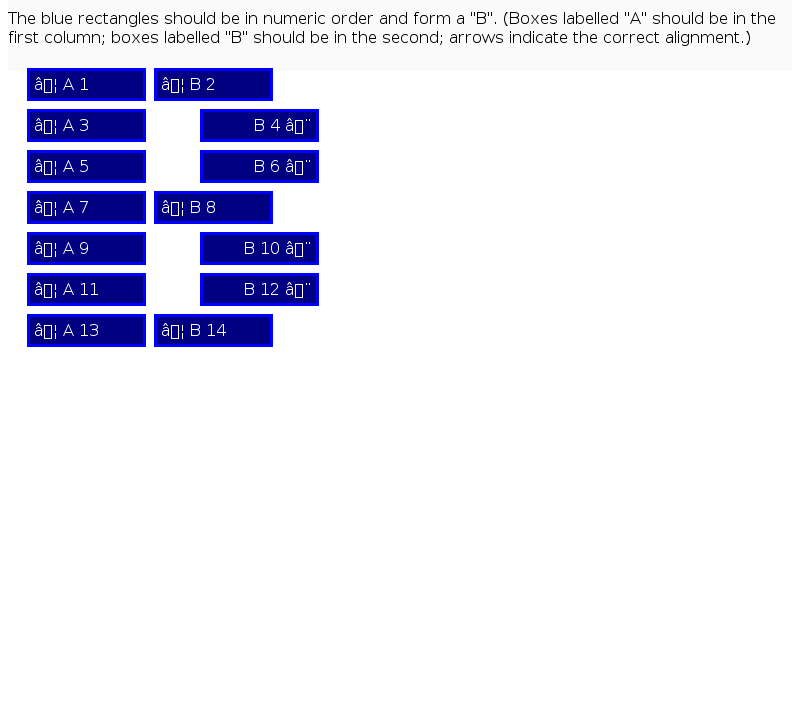 The blue rectangles should be in numeric order and form a "B". (Boxes labelled "A" should be in the
first column; boxes labelled "B" should be in the second; arrows indicate the correct alignment.)
â▯¦ A 1 â▯¦ B 2
â▯¦ A 3 B 4 â▯¨
â▯¦ A 5 B 6 â▯¨
â▯¦ A 7 â▯¦ B 8
â▯¦ A 9 B 10 â▯¨
â▯¦ A 11 B 12 â▯¨
â▯¦ A 13 â▯¦ B 14